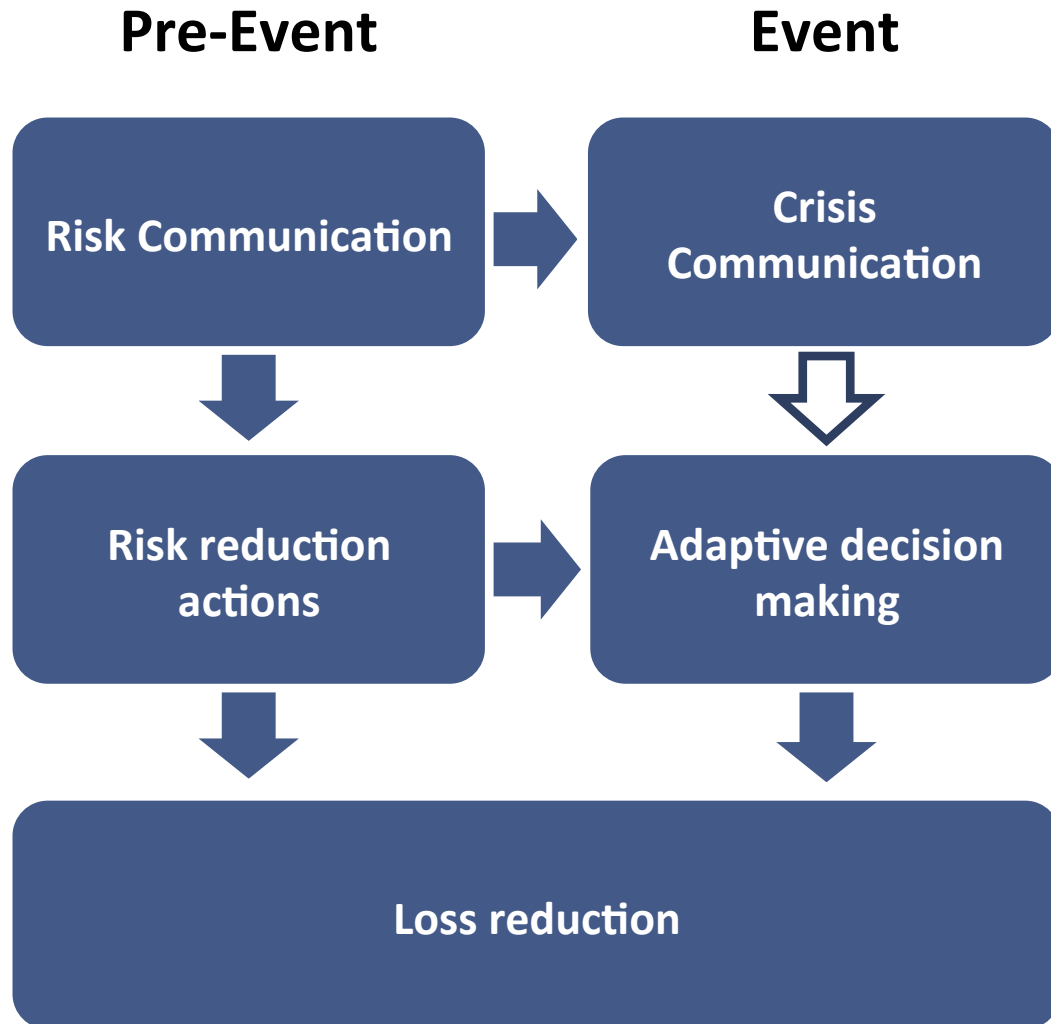 Pre-Event
Event
Risk Communication
Crisis
Communication
Risk reduction
actions
Adaptive decision
making
Loss reduction